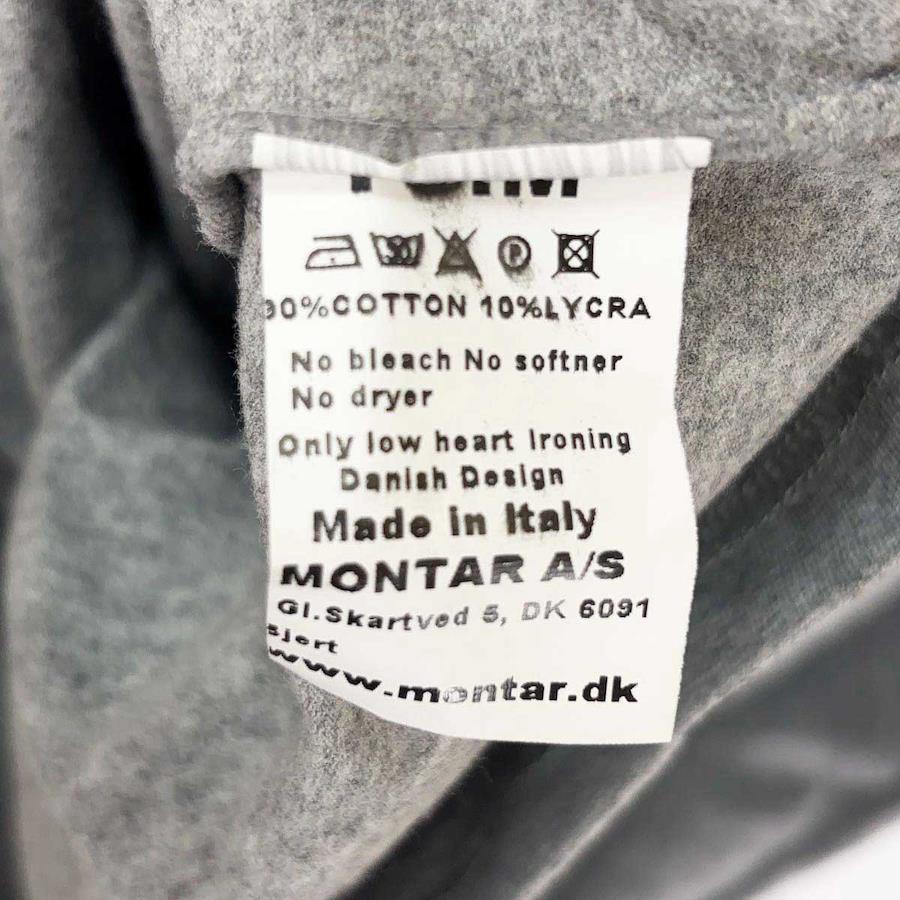 30
P
90%COTTON 10%LYCRA
No bleach No softner
No dryer
Only low heart Ironing
Danish Design
Made in Italy
MONTAR A/S
Gl.Skartved 5, DK 6091
sjert
www.montar.dk